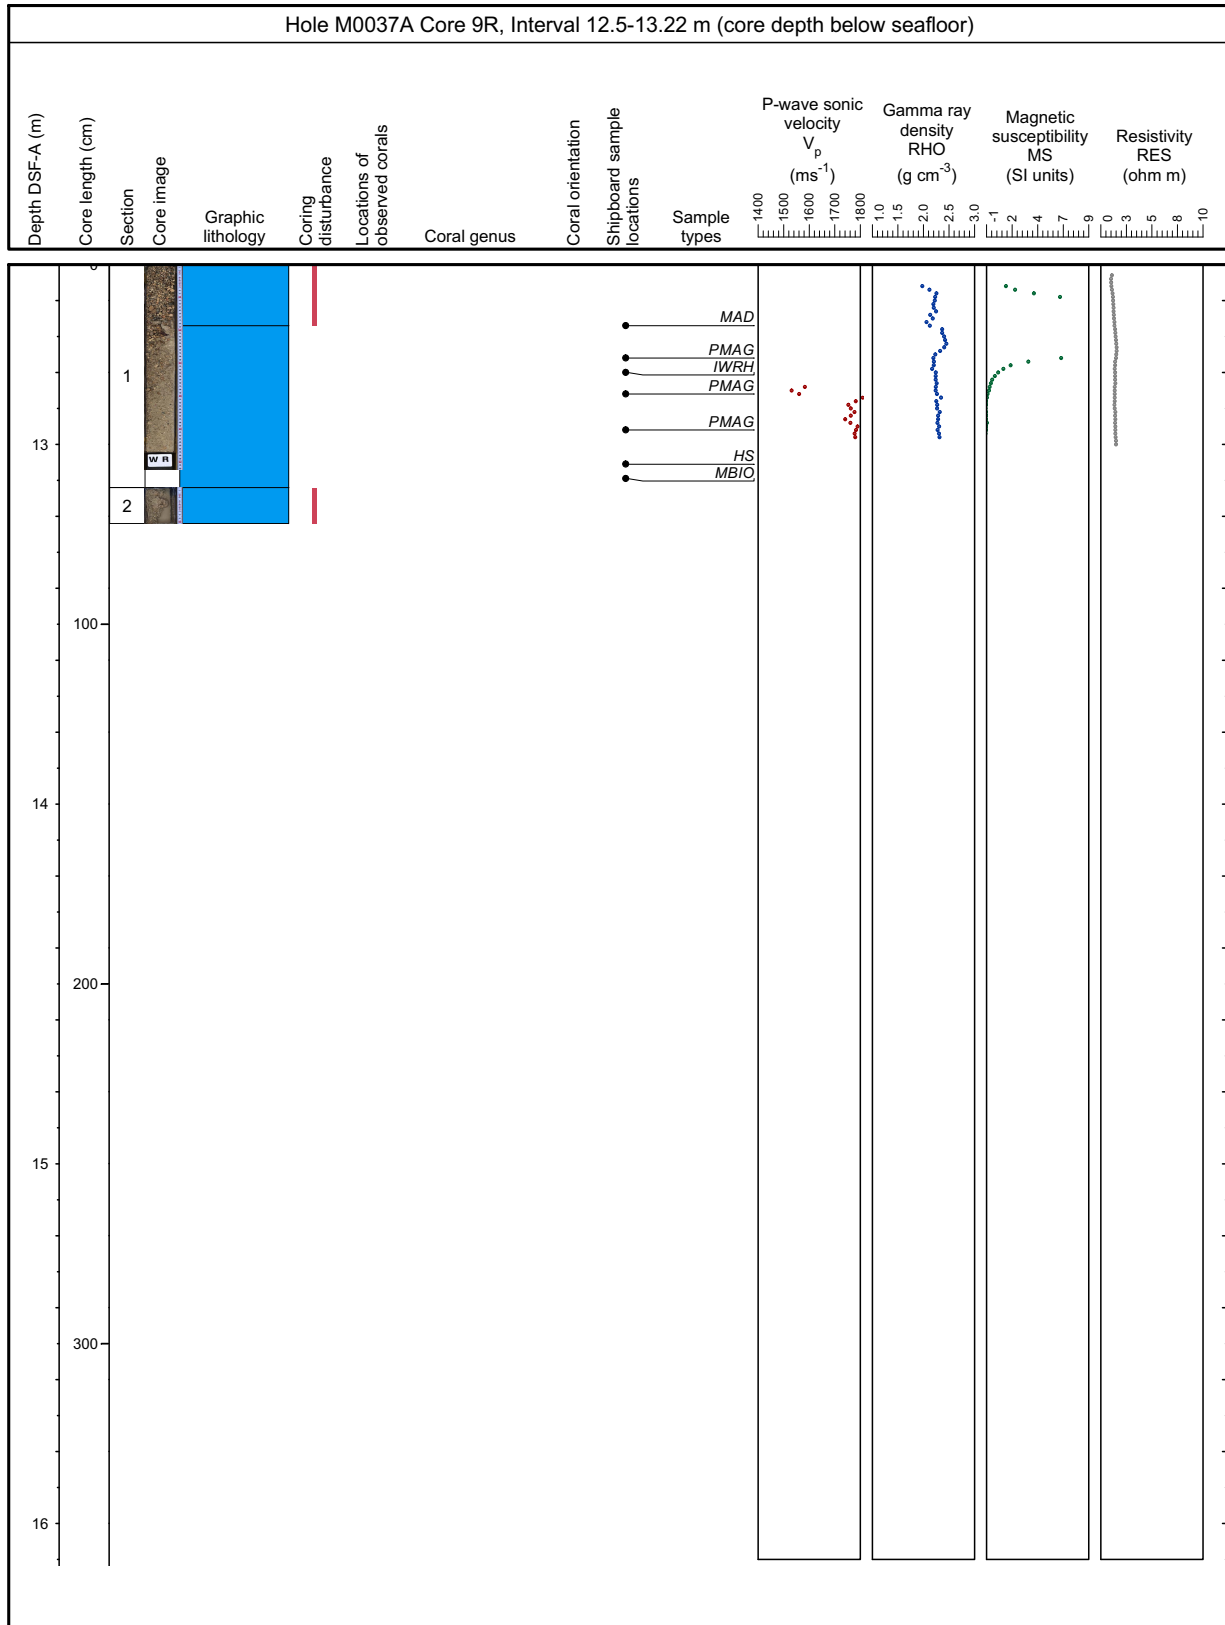 Hole M0037A Core 9R, Interval 12.5-13.22 m (core depth below seafloor)
Depth DSF-A (m)
Core length (cm)
Section
Core image
Graphic
lithology
Coring
disturbance
Locations of
observed corals
Coral genus
Coral orientation
Shipboard sample
locations
Sample
types
P-wave sonic
velocity
Vp
(ms-1)
1400 1500 1600 1700 1800
Gamma ray
density
RHO
(g cm-3)
1.0 1.5 2.0 2.5 3.0
Magnetic
susceptibility
MS
(SI units)
-1 2 4 7 9
Resistivity
RES
(ohm m)
0 3 5 8 10
0
MAD
PMAG
1
IWRH
PMAG
PMAG
13
W R
HS
MBIO
2
100
14
200
15
300
16